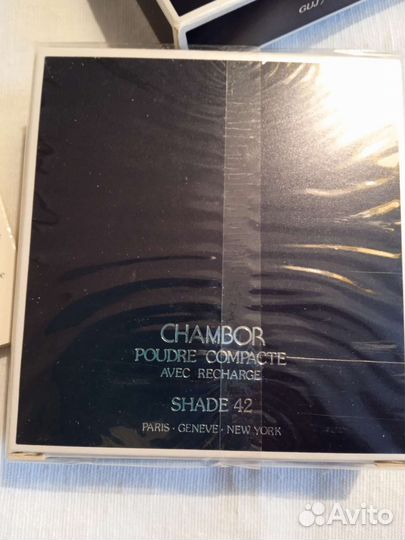 CHAMBOR
POUDRE COMPACTE
AVEC RECHARGE
SHADE 42
PARIS · GENEVE · NEW YORK
Avito